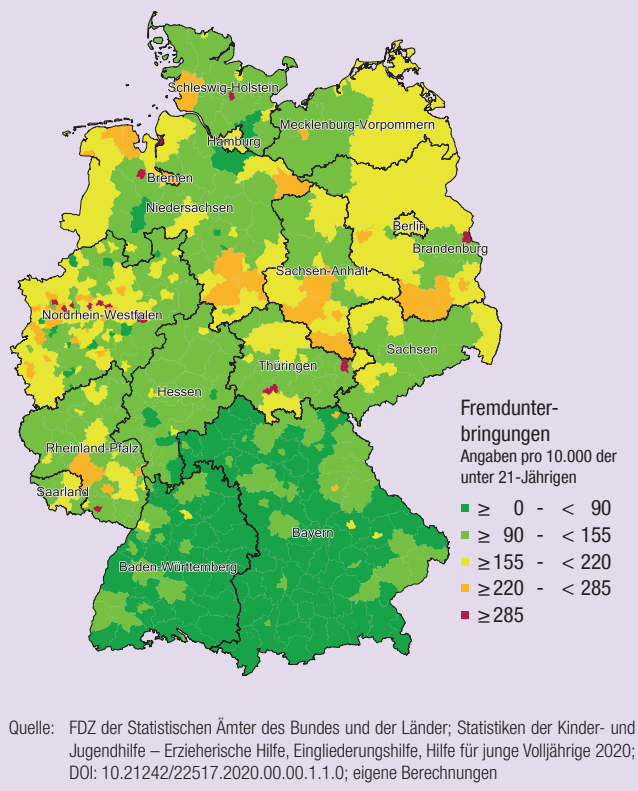 Schleswig-Holstein
Mecklenburg-Vorpommern
Hamburg
Bremen
Niedersachsen
Berlin
Brandenburg
Sachsen-Anhalt
Nordrhein-Westfalen
Sachsen
Thüringen
Hessen
Rheinland-Pfalz
Saarland
Bayern
Baden-Württemberg
Fremdunter-
bringungen
Angaben pro 10.000 der
unter 21-Jährigen
≥ 0 - < 90
≥ 90 - < 155
≥155 - < 220
≥220 - < 285
≥285
Quelle: FDZ der Statistischen Ämter des Bundes und der Länder; Statistiken der Kinder- und
Jugendhilfe – Erzieherische Hilfe, Eingliederungshilfe, Hilfe für junge Volljährige 2020;
DOI: 10.21242/22517.2020.00.00.1.1.0; eigene Berechnungen